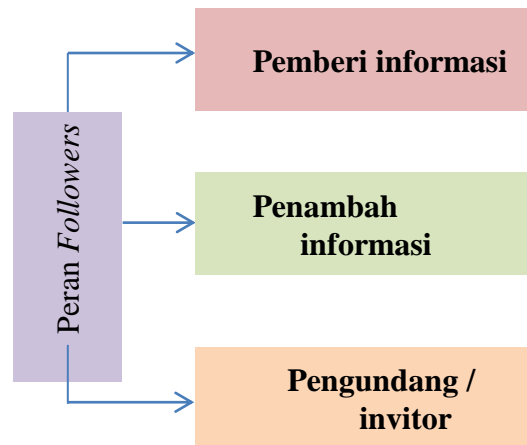 Peran Followers
Pemberi informasi
Penambah
informasi
Pengundang /
invitor